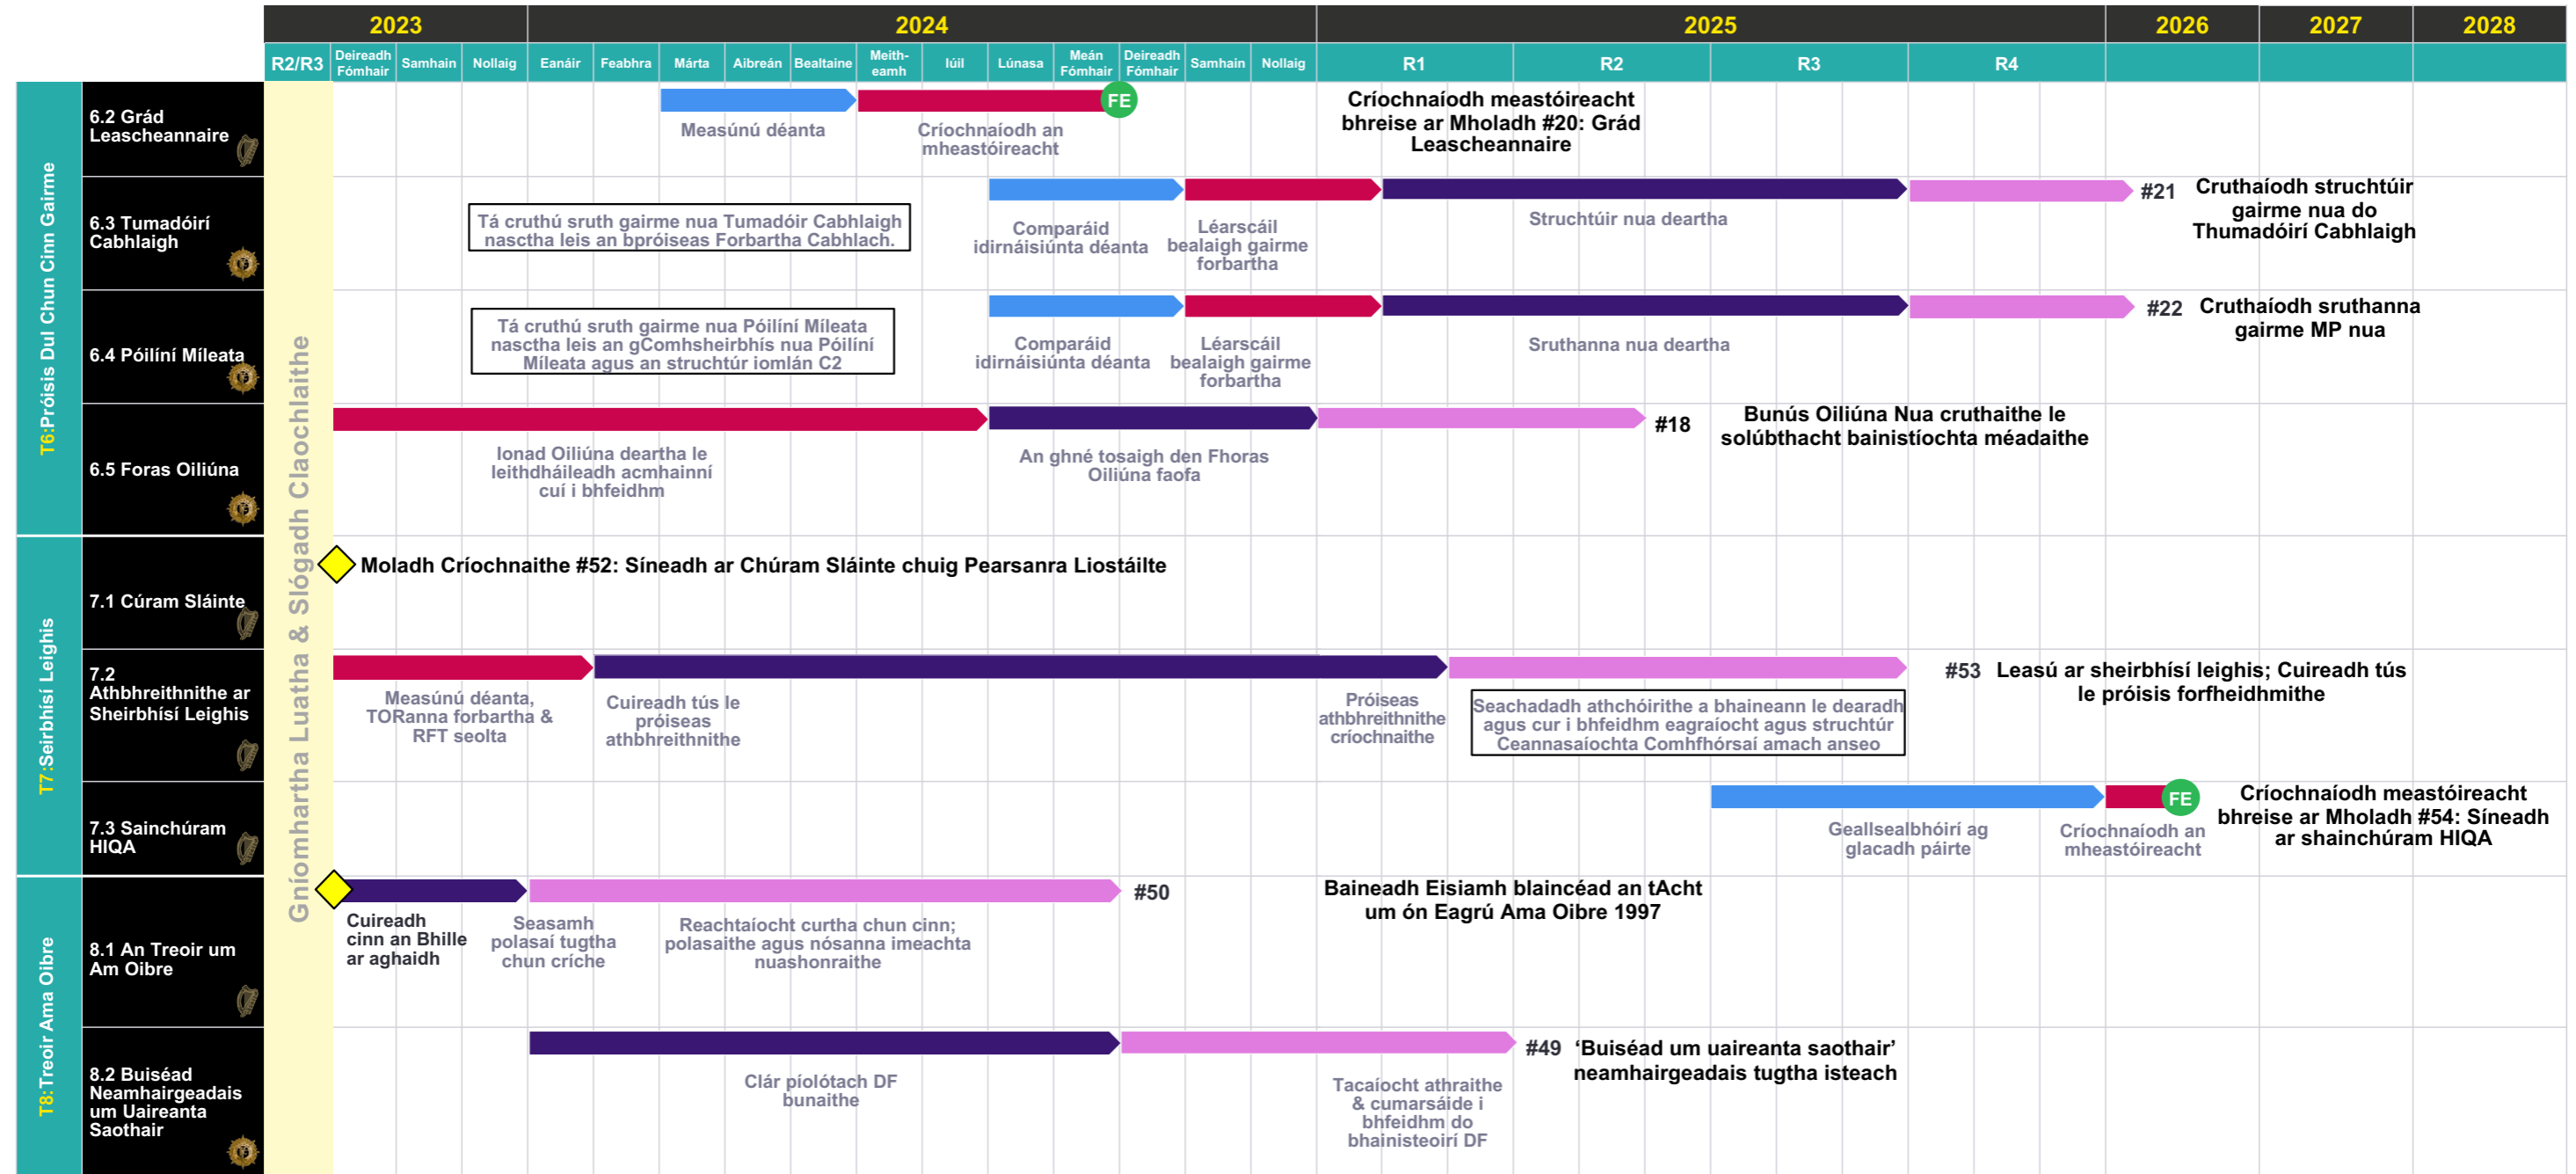 2023
2024
2025
2026
2027
2028
R2/R3
Deireadh
Fómhair
Samhain
Nollaig
Eanáir
Feabhra
Márta
Aibreán
Bealtaine
Meith-
eamh
Iúil
Lúnasa
Meán
Fómhair
Deireadh
Fómhair
Samhain
Nollaig
R1
R2
R3
R4
Gníomhartha Luatha & Slógadh Claochlaithe
T6:Próisis Dul Chun Cinn Gairme
6.2 Grád
Leascheannaire
Measúnú déanta
FE
Críochnaíodh an
mheastóireacht
Críochnaíodh meastóireacht
bhreise ar Mholadh #20: Grád
Leascheannaire
6.3 Tumadóirí
Cabhlaigh
Tá cruthú sruth gairme nua Tumadóir Cabhlaigh
nasctha leis an bpróiseas Forbartha Cabhlach.
Comparáid
idirnáisiúnta déanta
Léarscáil
bealaigh gairme
forbartha
Struchtúir nua deartha
#21
Cruthaíodh struchtúir
gairme nua do
Thumadóirí Cabhlaigh
6.4 Póilíní Míleata
Tá cruthú sruth gairme nua Póilíní Míleata
nasctha leis an gComhsheirbhís nua Póilíní
Míleata agus an struchtúr iomlán C2
Comparáid
idirnáisiúnta déanta
Léarscáil
bealaigh gairme
forbartha
Sruthanna nua deartha
#22
Cruthaíodh sruthanna
gairme MP nua
6.5 Foras Oiliúna
Ionad Oiliúna deartha le
leithdháileadh acmhainní
cuí i bhfeidhm
An ghné tosaigh den Fhoras
Oiliúna faofa
#18
Bunús Oiliúna Nua cruthaithe le
solúbthacht bainistíochta méadaithe
T7:Seirbhísí Leighis
7.1 Cúram Sláinte
Moladh Críochnaithe #52: Síneadh ar Chúram Sláinte chuig Pearsanra Liostáilte
7.2
Athbhreithnithe ar
Sheirbhísí Leighis
Measúnú déanta,
TORanna forbartha &
RFT seolta
Cuireadh tús le
próiseas
athbhreithnithe
Próiseas
athbhreithnithe
críochnaithe
Seachadadh athchóirithe a bhaineann le dearadh
agus cur i bhfeidhm eagraíocht agus struchtúr
Ceannasaíochta Comhfhórsaí amach anseo
#53
Leasú ar sheirbhísí leighis; Cuireadh tús
le próisis forfheidhmithe
7.3 Sainchúram
HIQA
Geallsealbhóirí ag
glacadh páirte
FE
Críochnaíodh an
mheastóireacht
Críochnaíodh meastóireacht
bhreise ar Mholadh #54: Síneadh
ar shainchúram HIQA
T8:Treoir Ama Oibre
8.1 An Treoir um
Am Oibre
Cuireadh
cinn an Bhille
ar aghaidh
Seasamh
polasaí tugtha
chun críche
Reachtaíocht curtha chun cinn;
polasaithe agus nósanna imeachta
nuashonraithe
#50
Baineadh Eisiamh blaincéad an tAcht
um ón Eagrú Ama Oibre 1997
8.2 Buiséad
Neamhairgeadais
um Uaireanta
Saothair
Clár píolótach DF
bunaithe
Tacaíocht athraithe
& cumarsáide i
bhfeidhm do
bhainisteoirí DF
#49
‘Buiséad um uaireanta saothair’
neamhairgeadais tugtha isteach